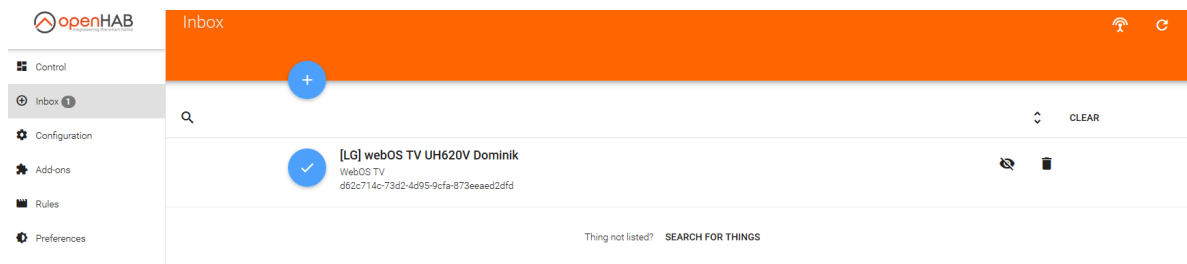 openHAB
empowering the smart home
Inbox
Control
Inbox 1
Configuration
Add-ons
Rules
Preferences
CLEAR
[LG] webOS TV UH620V Dominik
WebOS TV
d62c714c-73d2-4d95-9cfa-873eeaed2dfd
Thing not listed? SEARCH FOR THINGS